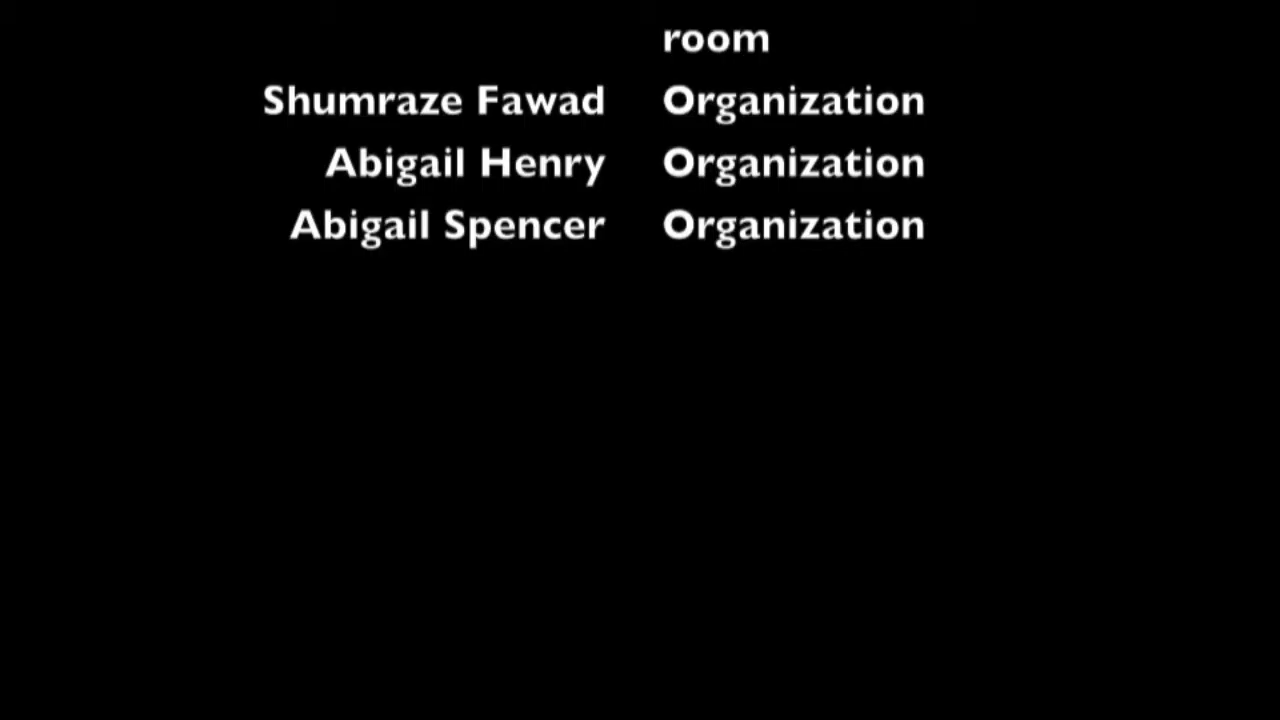 room
Shumraze Fawad Organization
Abigail Henry Organization
Abigail Spencer Organization